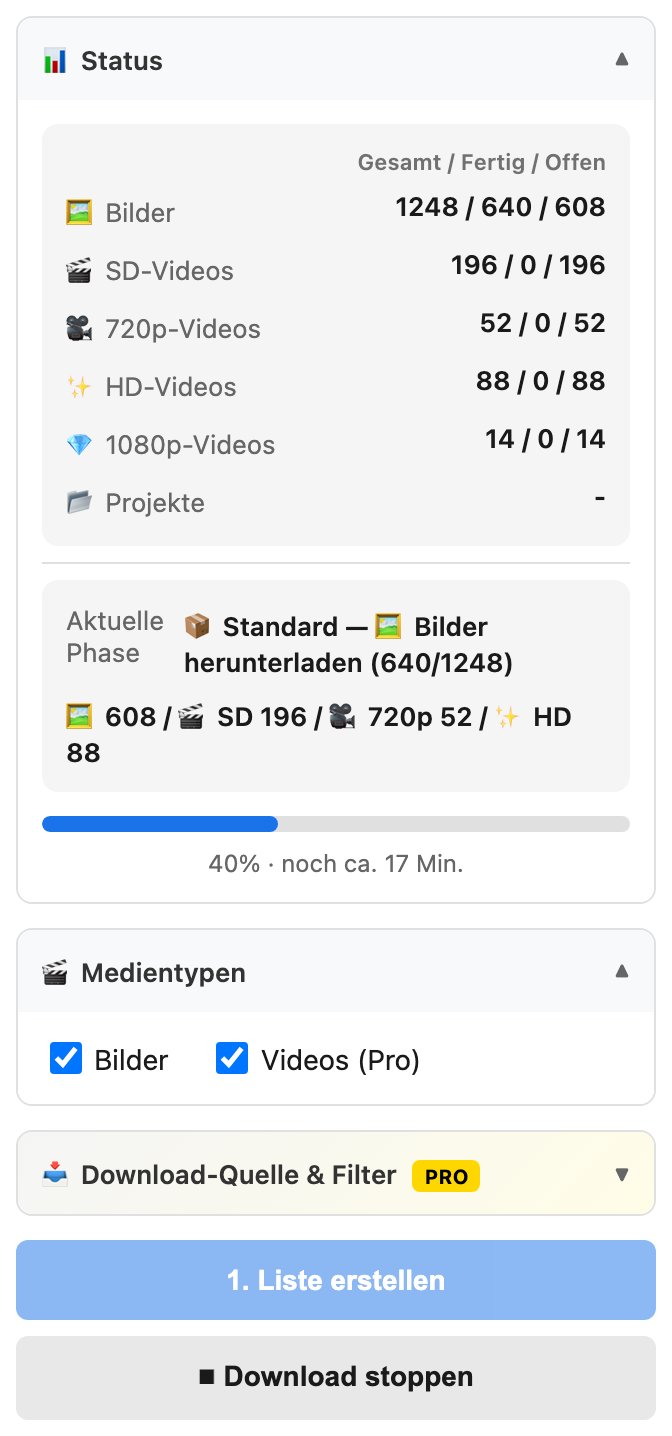 📊 Status ▲
Gesamt / Fertig / Offen
🖼️ Bilder 1248 / 640 / 608
🎬 SD-Videos 196 / 0 / 196
🎥 720p-Videos 52 / 0 / 52
✨ HD-Videos 88 / 0 / 88
💎 1080p-Videos 14 / 0 / 14
📂 Projekte -
Aktuelle Phase
📦 Standard — 🖼️ Bilder
herunterladen (640/1248)
🖼️ 608 / 🎬 SD 196 / 🎥 720p 52 / ✨ HD
88
40% · noch ca. 17 Min.
🎬 Medientypen ▲
Bilder Videos (Pro)
📥 Download-Quelle & Filter PRO ▼
1. Liste erstellen
■ Download stoppen